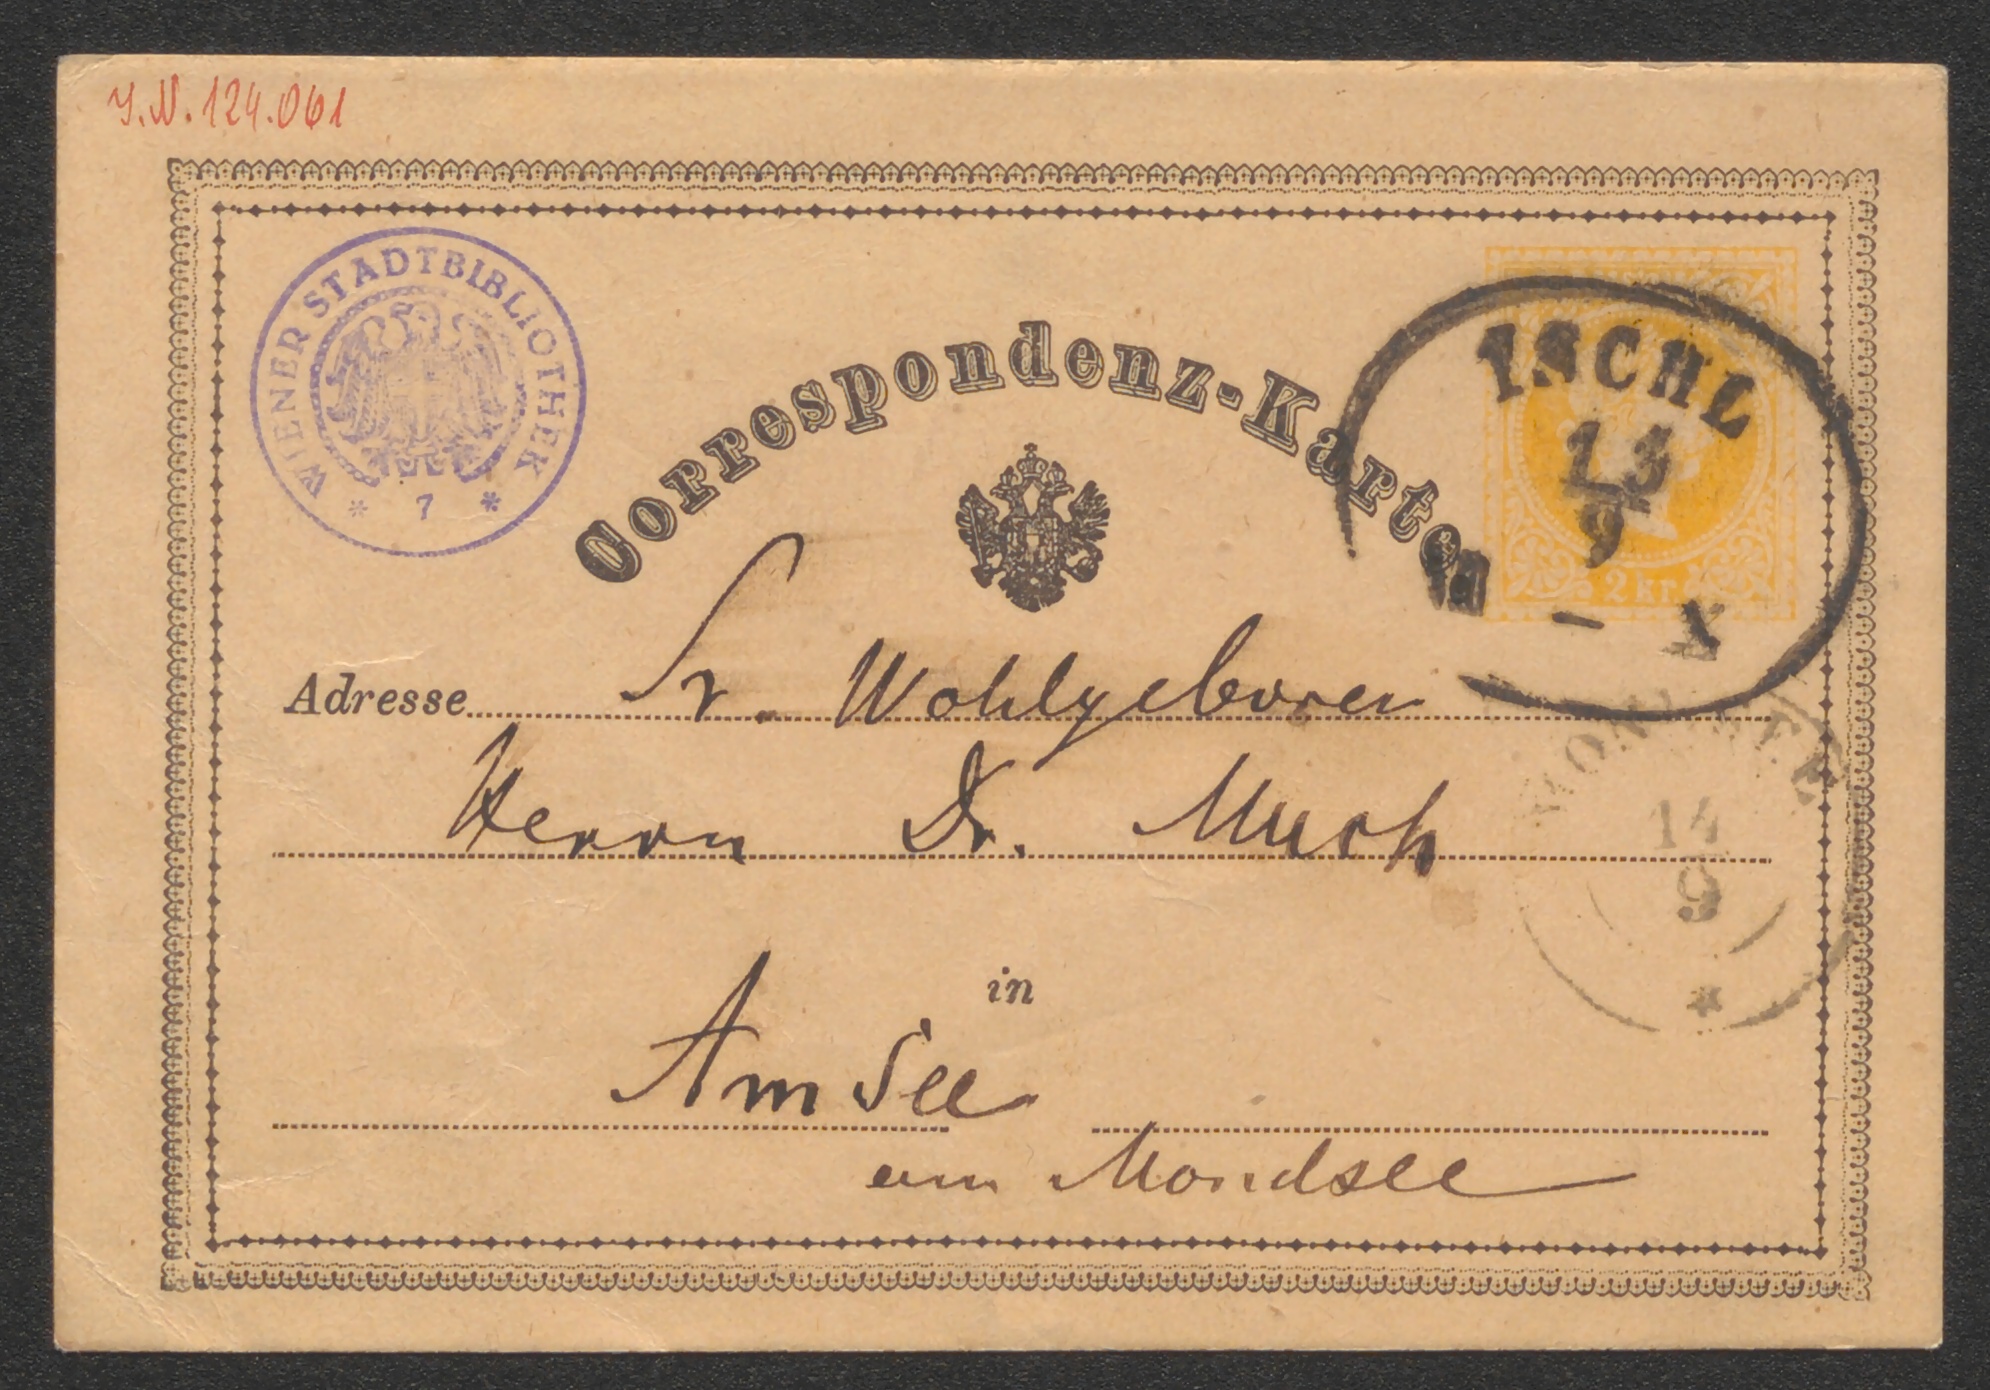 J.N. 124.061
WIENER STADTBIBLIOTHEK
* 7 *
Correspondenz-Karte
ISCHL
13
9
X
2 kr.
Adresse Sr. Wohlgeboren
MONDSEE
14
9
*
Herrn Dr. Much
in
Am See
am Mondsee